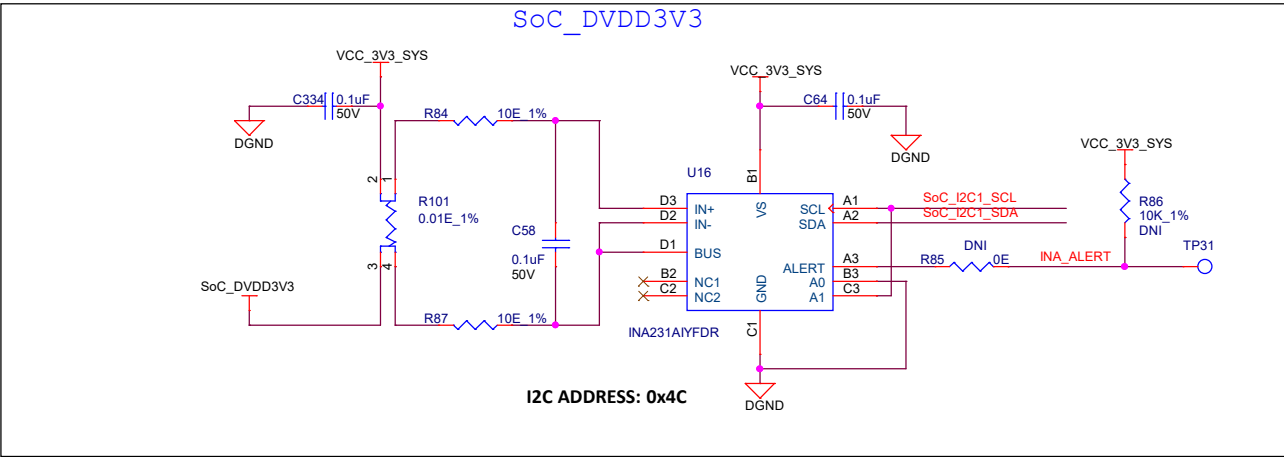 SoC_DVDD3V3
VCC_3V3_SYS
C334
0.1uF
50V
DGND
R84
10E_1%
2
1
R101
0.01E_1%
3
4
SoC_DVDD3V3
R87
10E_1%
C58
0.1uF
50V
VCC_3V3_SYS
C64
0.1uF
50V
DGND
U16
B1
VS
D3
IN+
D2
IN-
D1
BUS
B2
NC1
C2
NC2
GND
C1
SCL
A1
SoC_I2C1_SCL
SDA
A2
SoC_I2C1_SDA
ALERT
A3
A0
B3
A1
C3
INA231AIYFDR
DGND
R85
DNI
0E
INA_ALERT
VCC_3V3_SYS
R86
10K_1%
DNI
TP31
I2C ADDRESS: 0x4C